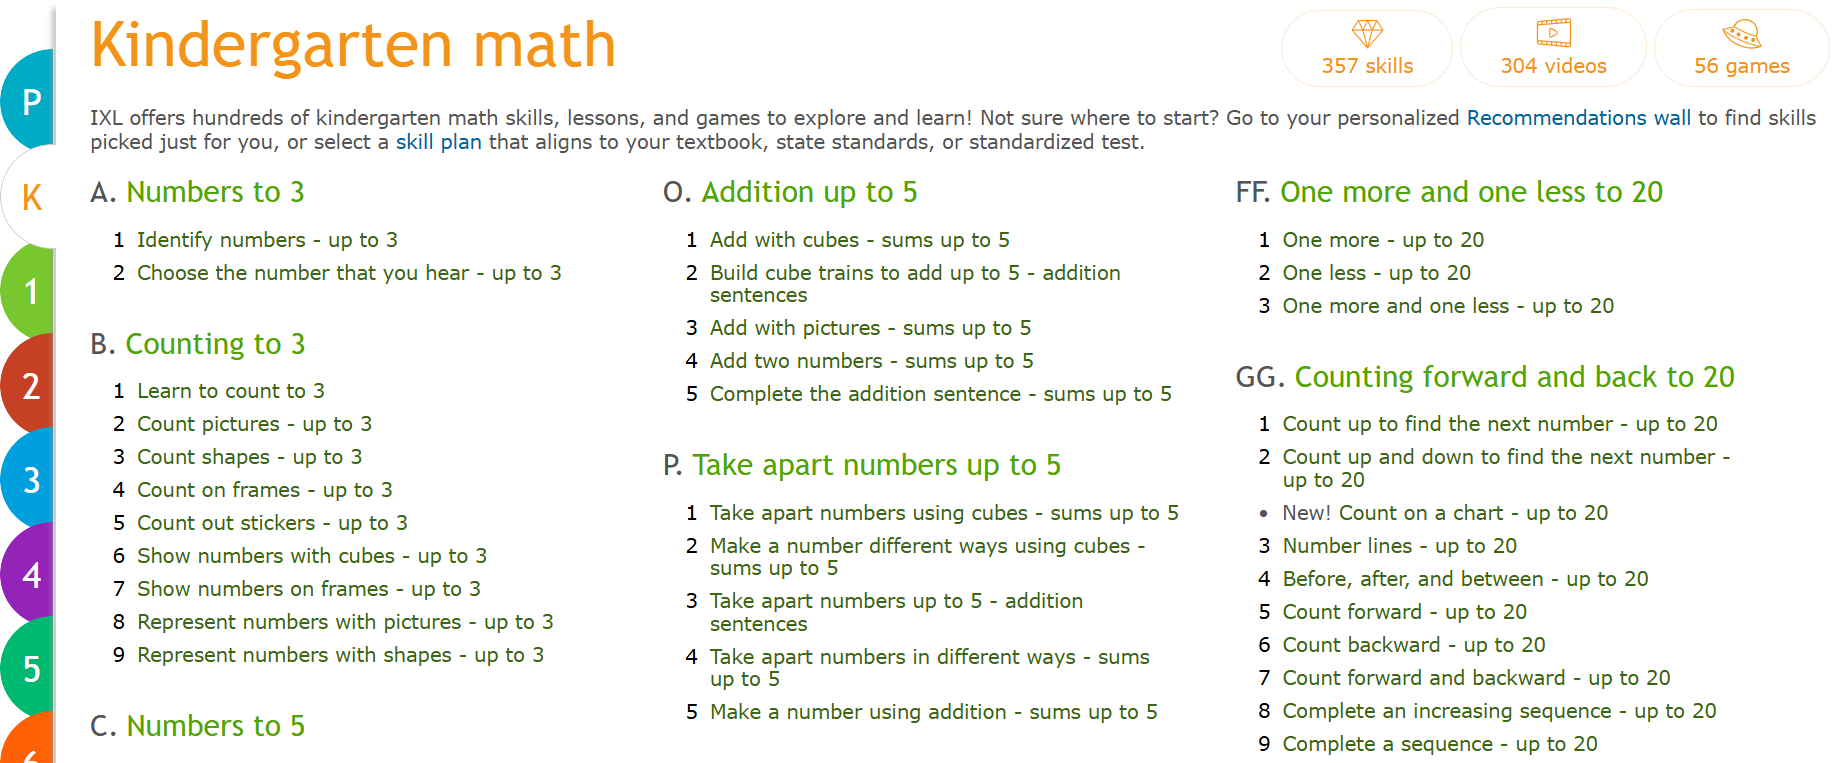 Kindergarten math
357 skills
304 videos
56 games
IXL offers hundreds of kindergarten math skills, lessons, and games to explore and learn! Not sure where to start? Go to your personalized Recommendations wall to find skills
picked just for you, or select a skill plan that aligns to your textbook, state standards, or standardized test.
P
K
1
2
3
4
5
6
A. Numbers to 3
1 Identify numbers - up to 3
2 Choose the number that you hear - up to 3
B. Counting to 3
1 Learn to count to 3
2 Count pictures - up to 3
3 Count shapes - up to 3
4 Count on frames - up to 3
5 Count out stickers - up to 3
6 Show numbers with cubes - up to 3
7 Show numbers on frames - up to 3
8 Represent numbers with pictures - up to 3
9 Represent numbers with shapes - up to 3
C. Numbers to 5
O. Addition up to 5
1 Add with cubes - sums up to 5
2 Build cube trains to add up to 5 - addition
sentences
3 Add with pictures - sums up to 5
4 Add two numbers - sums up to 5
5 Complete the addition sentence - sums up to 5
P. Take apart numbers up to 5
1 Take apart numbers using cubes - sums up to 5
2 Make a number different ways using cubes -
sums up to 5
3 Take apart numbers up to 5 - addition
sentences
4 Take apart numbers in different ways - sums
up to 5
5 Make a number using addition - sums up to 5
FF. One more and one less to 20
1 One more - up to 20
2 One less - up to 20
3 One more and one less - up to 20
GG. Counting forward and back to 20
1 Count up to find the next number - up to 20
2 Count up and down to find the next number -
up to 20
• New! Count on a chart - up to 20
3 Number lines - up to 20
4 Before, after, and between - up to 20
5 Count forward - up to 20
6 Count backward - up to 20
7 Count forward and backward - up to 20
8 Complete an increasing sequence - up to 20
9 Complete a sequence - up to 20